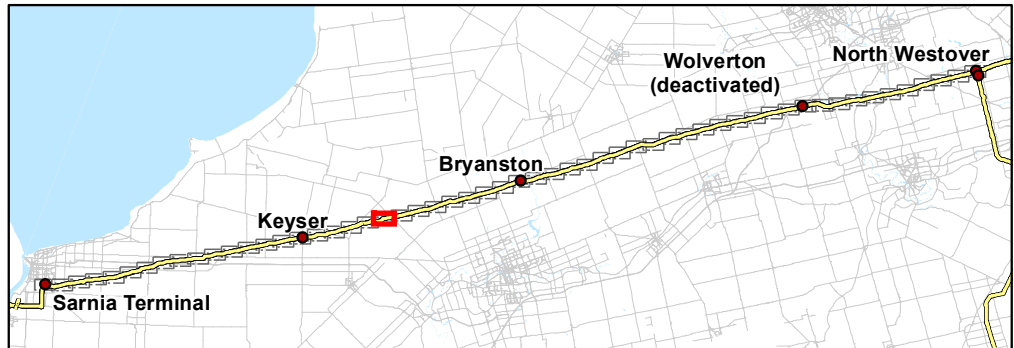 Wolverton
(deactivated)
North Westover
Bryanston
Keyser
Sarnia Terminal